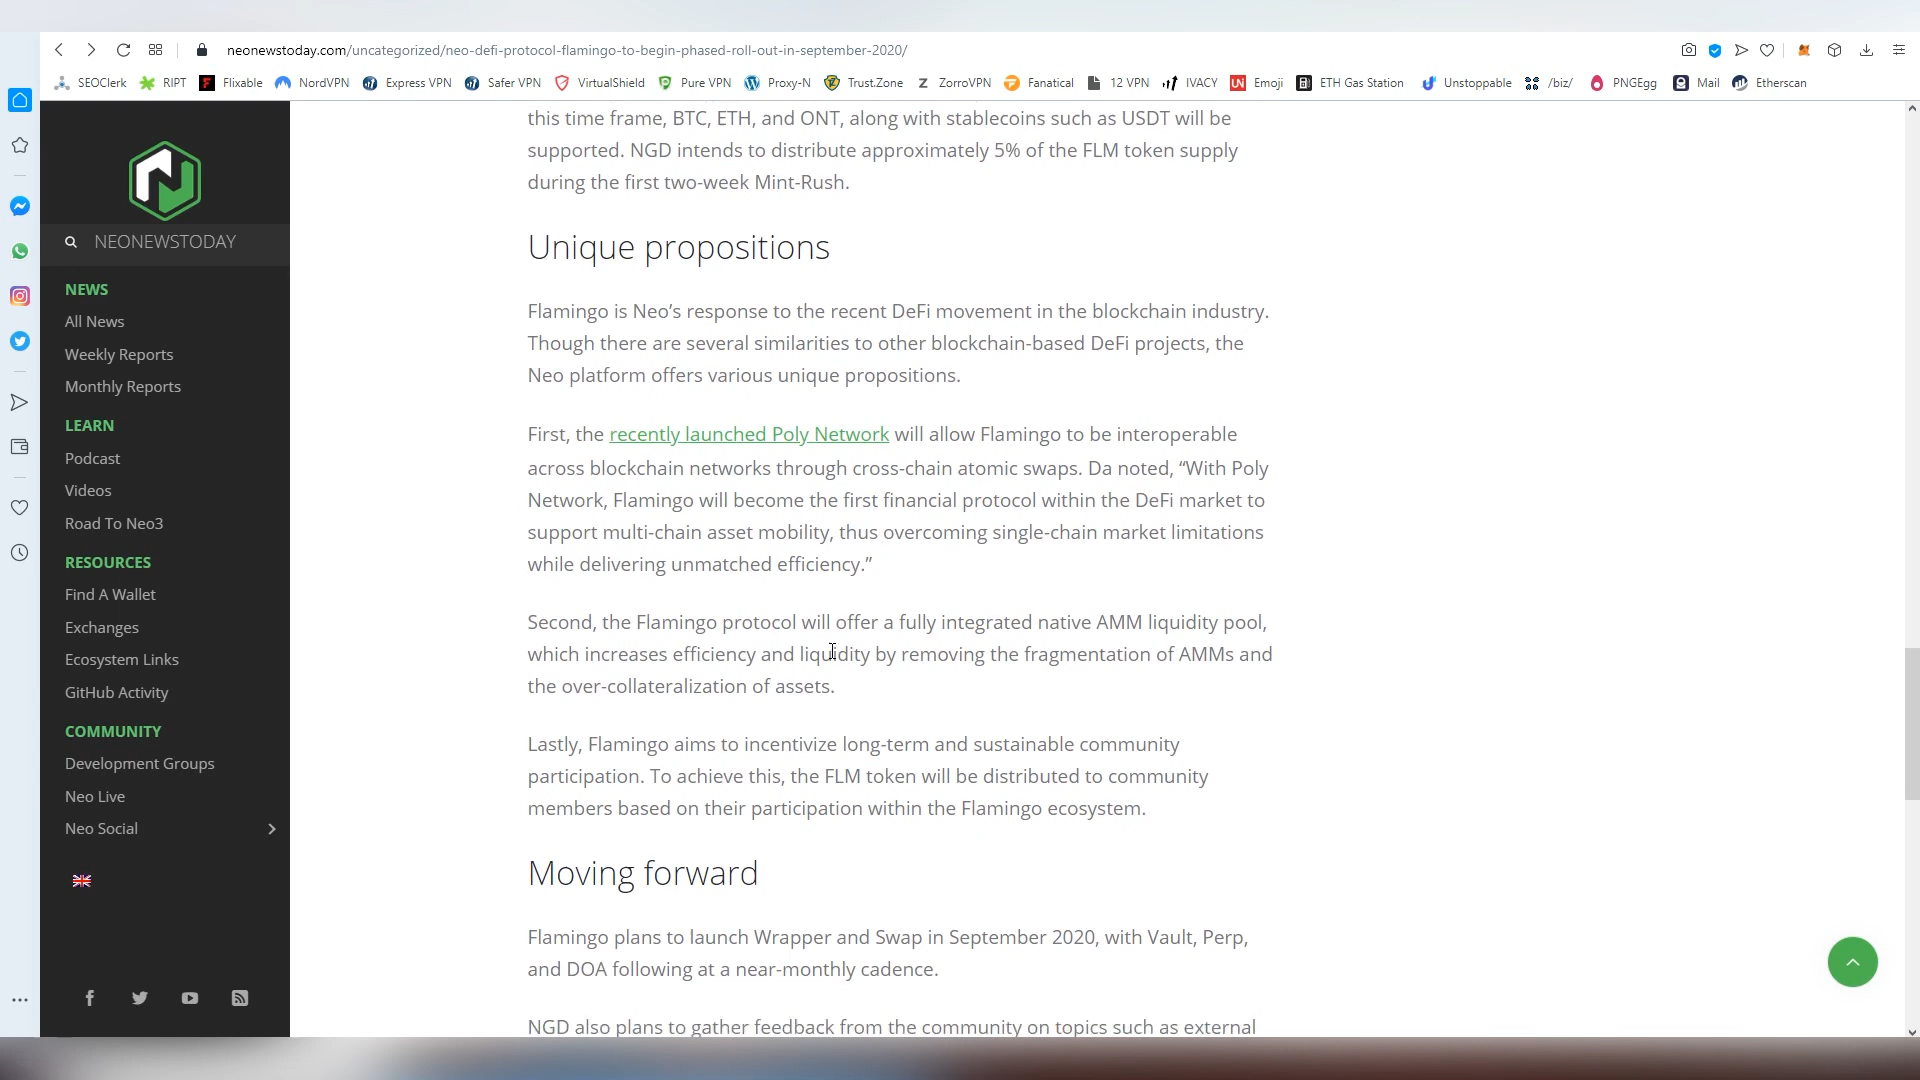 neonewstoday.com/uncategorized/neo-defi-protocol-flamingo-to-begin-phased-roll-out-in-september-2020/
SEOClerk RIPT Flixable NordVPN Express VPN Safer VPN VirtualShield Pure VPN Proxy-N Trust.Zone ZorroVPN Fanatical 12 VPN IVACY UN Emoji ETH Gas Station Unstoppable /biz/ PNGEgg Mail Etherscan
NEONEWSTODAY
NEWS
All News
Weekly Reports
Monthly Reports
LEARN
Podcast
Videos
Road To Neo3
RESOURCES
Find A Wallet
Exchanges
Ecosystem Links
GitHub Activity
COMMUNITY
Development Groups
Neo Live
Neo Social
this time frame, BTC, ETH, and ONT, along with stablecoins such as USDT will be
supported. NGD intends to distribute approximately 5% of the FLM token supply
during the first two-week Mint-Rush.
Unique propositions
Flamingo is Neo’s response to the recent DeFi movement in the blockchain industry.
Though there are several similarities to other blockchain-based DeFi projects, the
Neo platform offers various unique propositions.
First, the recently launched Poly Network will allow Flamingo to be interoperable
across blockchain networks through cross-chain atomic swaps. Da noted, “With Poly
Network, Flamingo will become the first financial protocol within the DeFi market to
support multi-chain asset mobility, thus overcoming single-chain market limitations
while delivering unmatched efficiency.”
Second, the Flamingo protocol will offer a fully integrated native AMM liquidity pool,
which increases efficiency and liquidity by removing the fragmentation of AMMs and
the over-collateralization of assets.
Lastly, Flamingo aims to incentivize long-term and sustainable community
participation. To achieve this, the FLM token will be distributed to community
members based on their participation within the Flamingo ecosystem.
Moving forward
Flamingo plans to launch Wrapper and Swap in September 2020, with Vault, Perp,
and DOA following at a near-monthly cadence.
NGD also plans to gather feedback from the community on topics such as external